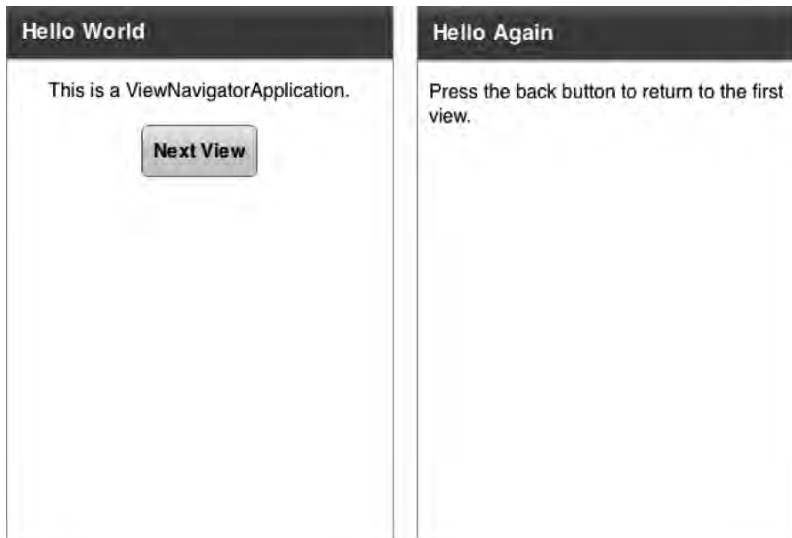 Hello World
This is a ViewNavigatorApplication.
Next View
Hello Again
Press the back button to return to the first
view.